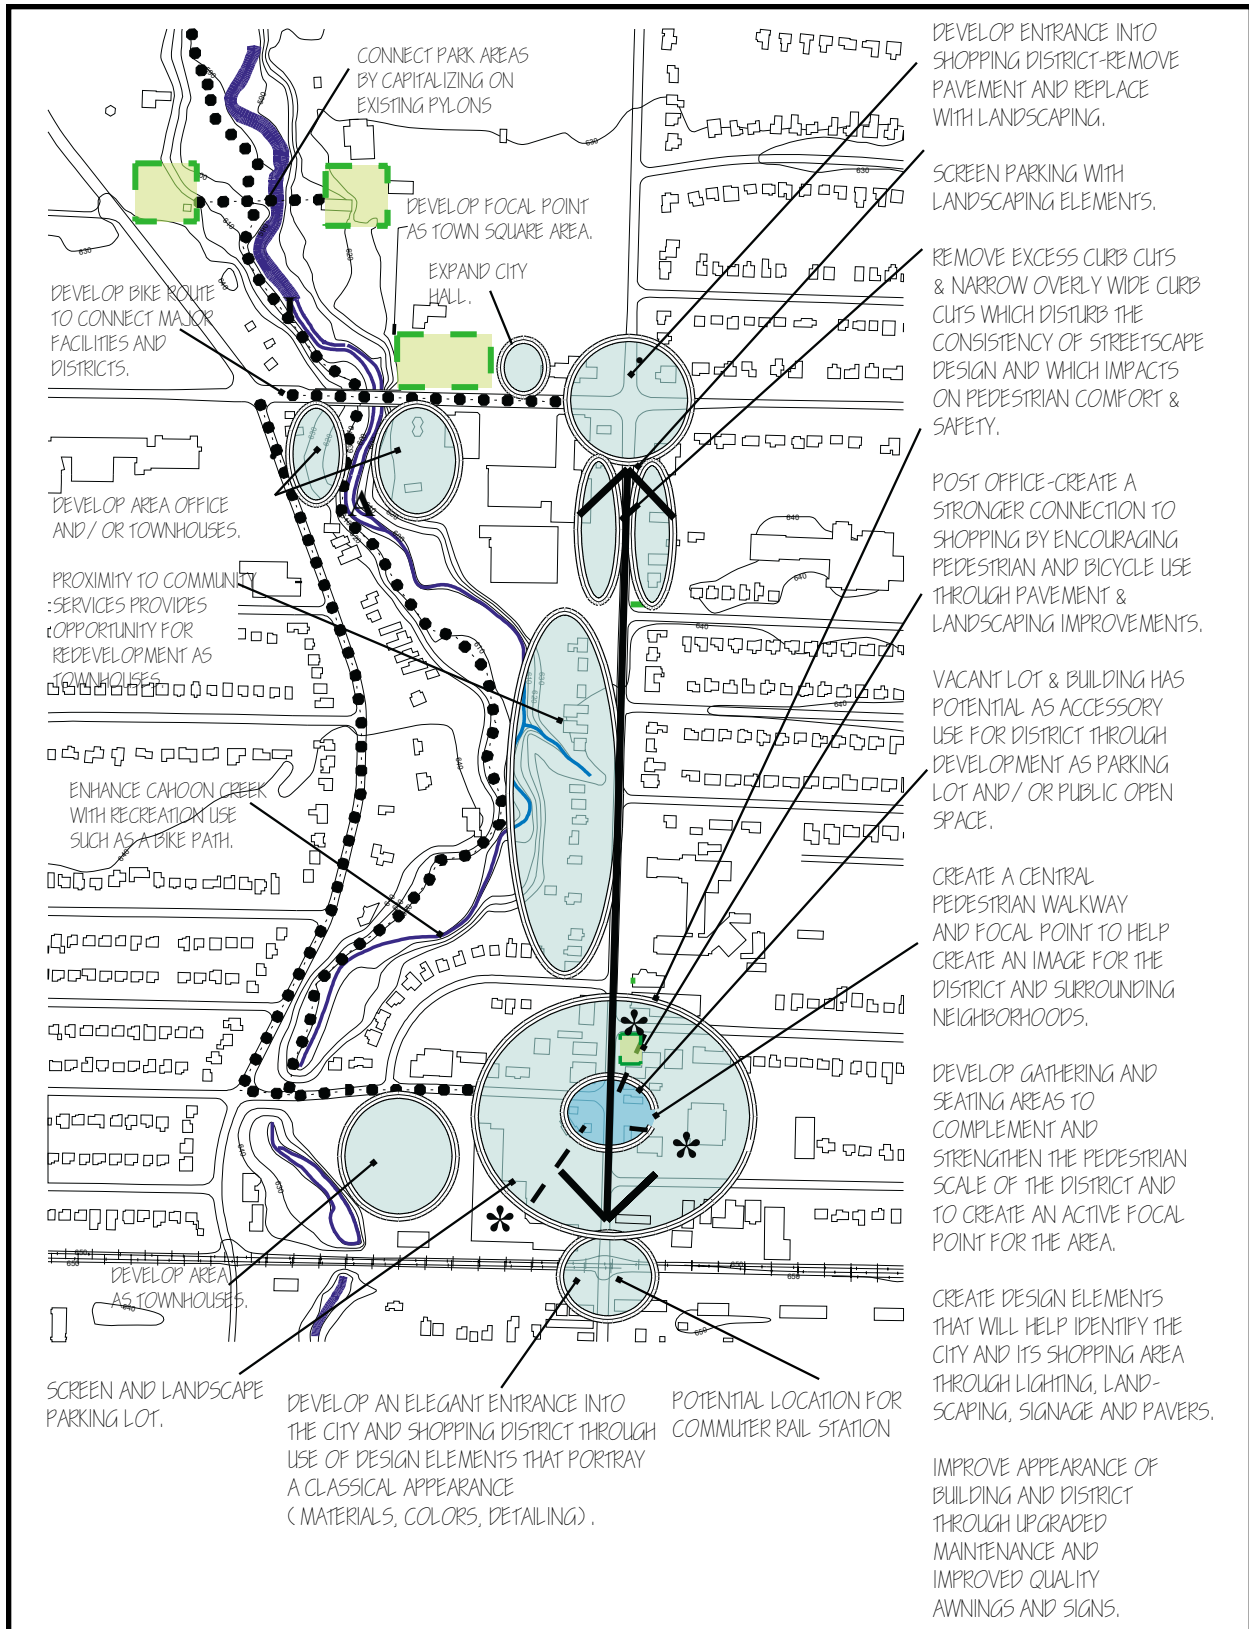 CONNECT PARK AREAS
BY CAPITALIZING ON
EXISTING PYLONS
DEVELOP FOCAL POINT
AS TOWN SQUARE AREA.
EXPAND CITY
HALL.
DEVELOP BIKE ROUTE
TO CONNECT MAJOR
FACILITIES AND
DISTRICTS.
DEVELOP AREA OFFICE
AND/ OR TOWNHOUSES.
PROXIMITY TO COMMUNITY
SERVICES PROVIDES
OPPORTUNITY FOR
REDEVELOPMENT AS
TOWNHOUSES.
ENHANCE CAHOON CREEK
WITH RECREATION USE
SUCH AS A BIKE PATH.
DEVELOP AREA
AS TOWNHOUSES.
SCREEN AND LANDSCAPE
PARKING LOT.
DEVELOP AN ELEGANT ENTRANCE INTO
THE CITY AND SHOPPING DISTRICT THROUGH
USE OF DESIGN ELEMENTS THAT PORTRAY
A CLASSICAL APPEARANCE
( MATERIALS, COLORS, DETAILING) .
POTENTIAL LOCATION FOR
COMMUTER RAIL STATION
DEVELOP ENTRANCE INTO
SHOPPING DISTRICT-REMOVE
PAVEMENT AND REPLACE
WITH LANDSCAPING.
SCREEN PARKING WITH
LANDSCAPING ELEMENTS.
REMOVE EXCESS CURB CUTS
& NARROW OVERLY WIDE CURB
CUTS WHICH DISTURB THE
CONSISTENCY OF STREETSCAPE
DESIGN AND WHICH IMPACTS
ON PEDESTRIAN COMFORT &
SAFETY.
POST OFFICE-CREATE A
STRONGER CONNECTION TO
SHOPPING BY ENCOURAGING
PEDESTRIAN AND BICYCLE USE
THROUGH PAVEMENT &
LANDSCAPING IMPROVEMENTS.
VACANT LOT & BUILDING HAS
POTENTIAL AS ACCESSORY
USE FOR DISTRICT THROUGH
DEVELOPMENT AS PARKING
LOT AND/ OR PUBLIC OPEN
SPACE.
CREATE A CENTRAL
PEDESTRIAN WALKWAY
AND FOCAL POINT TO HELP
CREATE AN IMAGE FOR THE
DISTRICT AND SURROUNDING
NEIGHBORHOODS.
DEVELOP GATHERING AND
SEATING AREAS TO
COMPLEMENT AND
STRENGTHEN THE PEDESTRIAN
SCALE OF THE DISTRICT AND
TO CREATE AN ACTIVE FOCAL
POINT FOR THE AREA.
CREATE DESIGN ELEMENTS
THAT WILL HELP IDENTIFY THE
CITY AND ITS SHOPPING AREA
THROUGH LIGHTING, LAND-
SCAPING, SIGNAGE AND PAVERS.
IMPROVE APPEARANCE OF
BUILDING AND DISTRICT
THROUGH UPGRADED
MAINTENANCE AND
IMPROVED QUALITY
AWNINGS AND SIGNS.
630
630
630
640
640
640
640
650
650